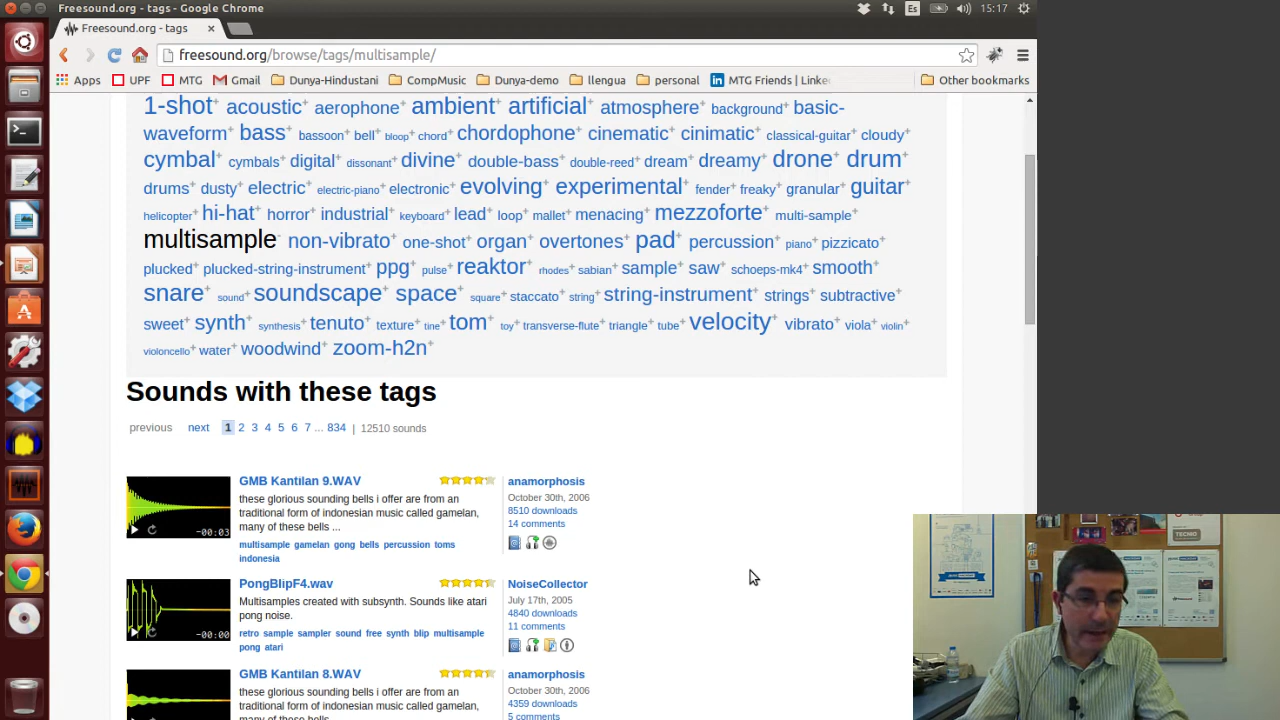 Freesound.org - tags - Google Chrome
Es
15:17
Freesound.org - tags
freesound.org/browse/tags/multisample/
Apps UPF MTG Gmail Dunya-Hindustani CompMusic Dunya-demo llengua personal MTG Friends | Linke Other bookmarks
1-shot+ acoustic+ aerophone+ ambient+ artificial+ atmosphere+ background+ basic-
waveform+ bass+ bassoon+ bell+ bloop+ chord+ chordophone+ cinematic+ cinimatic+ classical-guitar+ cloudy+
cymbal+ cymbals+ digital+ dissonant+ divine+ double-bass+ double-reed+ dream+ dreamy+ drone+ drum+
drums+ dusty+ electric+ electric-piano+ electronic+ evolving+ experimental+ fender+ freaky+ granular+ guitar+
helicopter+ hi-hat+ horror+ industrial+ keyboard+ lead+ loop+ mallet+ menacing+ mezzoforte+ multi-sample+
multisample- non-vibrato+ one-shot+ organ+ overtones+ pad+ percussion+ piano+ pizzicato+
plucked+ plucked-string-instrument+ ppg+ pulse+ reaktor+ rhodes+ sabian+ sample+ saw+ schoeps-mk4+ smooth+
snare+ sound+ soundscape+ space+ square+ staccato+ string+ string-instrument+ strings+ subtractive+
sweet+ synth+ synthesis+ tenuto+ texture+ tine+ tom+ toy+ transverse-flute+ triangle+ tube+ velocity+ vibrato+ viola+ violin+
violoncello+ water+ woodwind+ zoom-h2n+
Sounds with these tags
previous next 1 2 3 4 5 6 7 ... 834 | 12510 sounds
GMB Kantilan 9.WAV
these glorious sounding bells i offer are from an
traditional form of indonesian music called gamelan,
many of these bells ...
multisample gamelan gong bells percussion toms
indonesia
-00:03
anamorphosis
October 30th, 2006
8510 downloads
14 comments
PongBlipF4.wav
Multisamples created with subsynth. Sounds like atari
pong noise.
retro sample sampler sound free synth blip multisample
pong atari
-00:00
NoiseCollector
July 17th, 2005
4840 downloads
11 comments
GMB Kantilan 8.WAV
these glorious sounding bells i offer are from an
traditional form of indonesian music called gamelan,
many of these bells ...
anamorphosis
October 30th, 2006
4359 downloads
5 comments